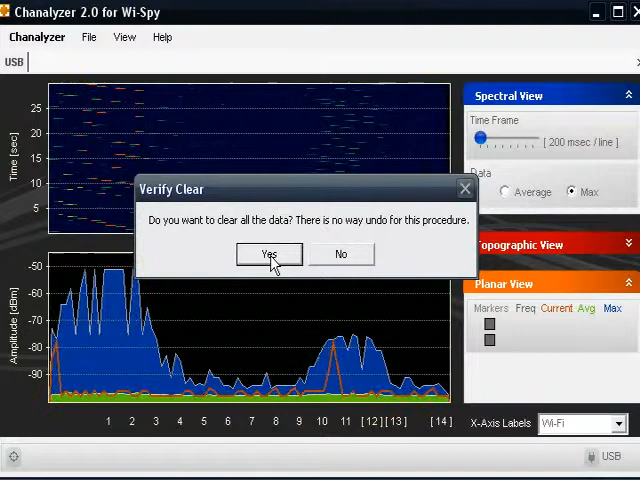 Chanalyzer 2.0 for Wi-Spy
Chanalyzer File View Help
USB
Time [sec]
25
20
15
10
5
Spectral View
Time Frame
[ 200 msec / line ]
Data
Average Max
Verify Clear
Do you want to clear all the data? There is no way undo for this procedure.
Yes No
Topographic View
Planar View
Markers Freq Current Avg Max
Amplitude [dBm]
-50
-60
-70
-80
-90
1 2 3 4 5 6 7 8 9 10 11 [12] [13] [14]
X-Axis Labels Wi-Fi
USB